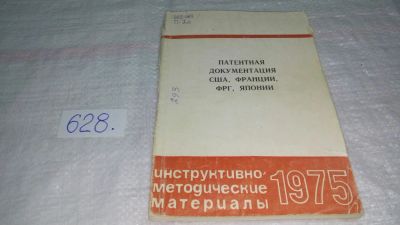 ПАТЕНТНАЯ
ДОКУМЕНТАЦИЯ
США, ФРАНЦИИ,
ФРГ, ЯПОНИИ
628.
инструктивно-
методические
материалы
1975